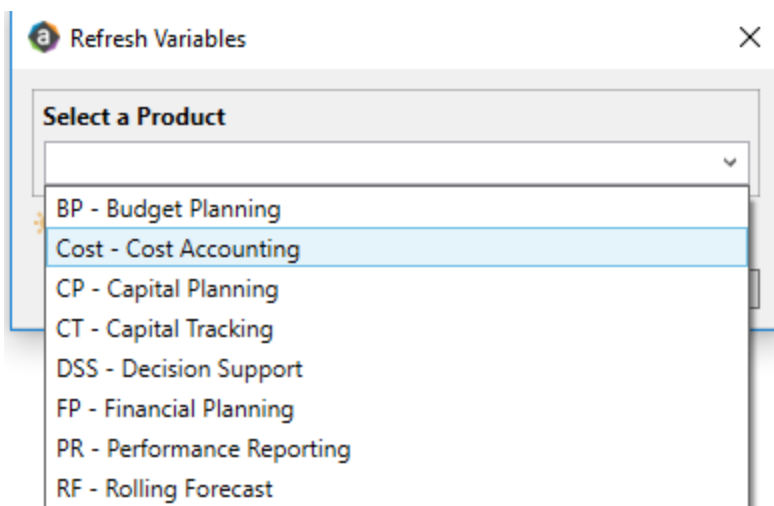 Refresh Variables
Select a Product
BP - Budget Planning
Cost - Cost Accounting
CP - Capital Planning
CT - Capital Tracking
DSS - Decision Support
FP - Financial Planning
PR - Performance Reporting
RF - Rolling Forecast